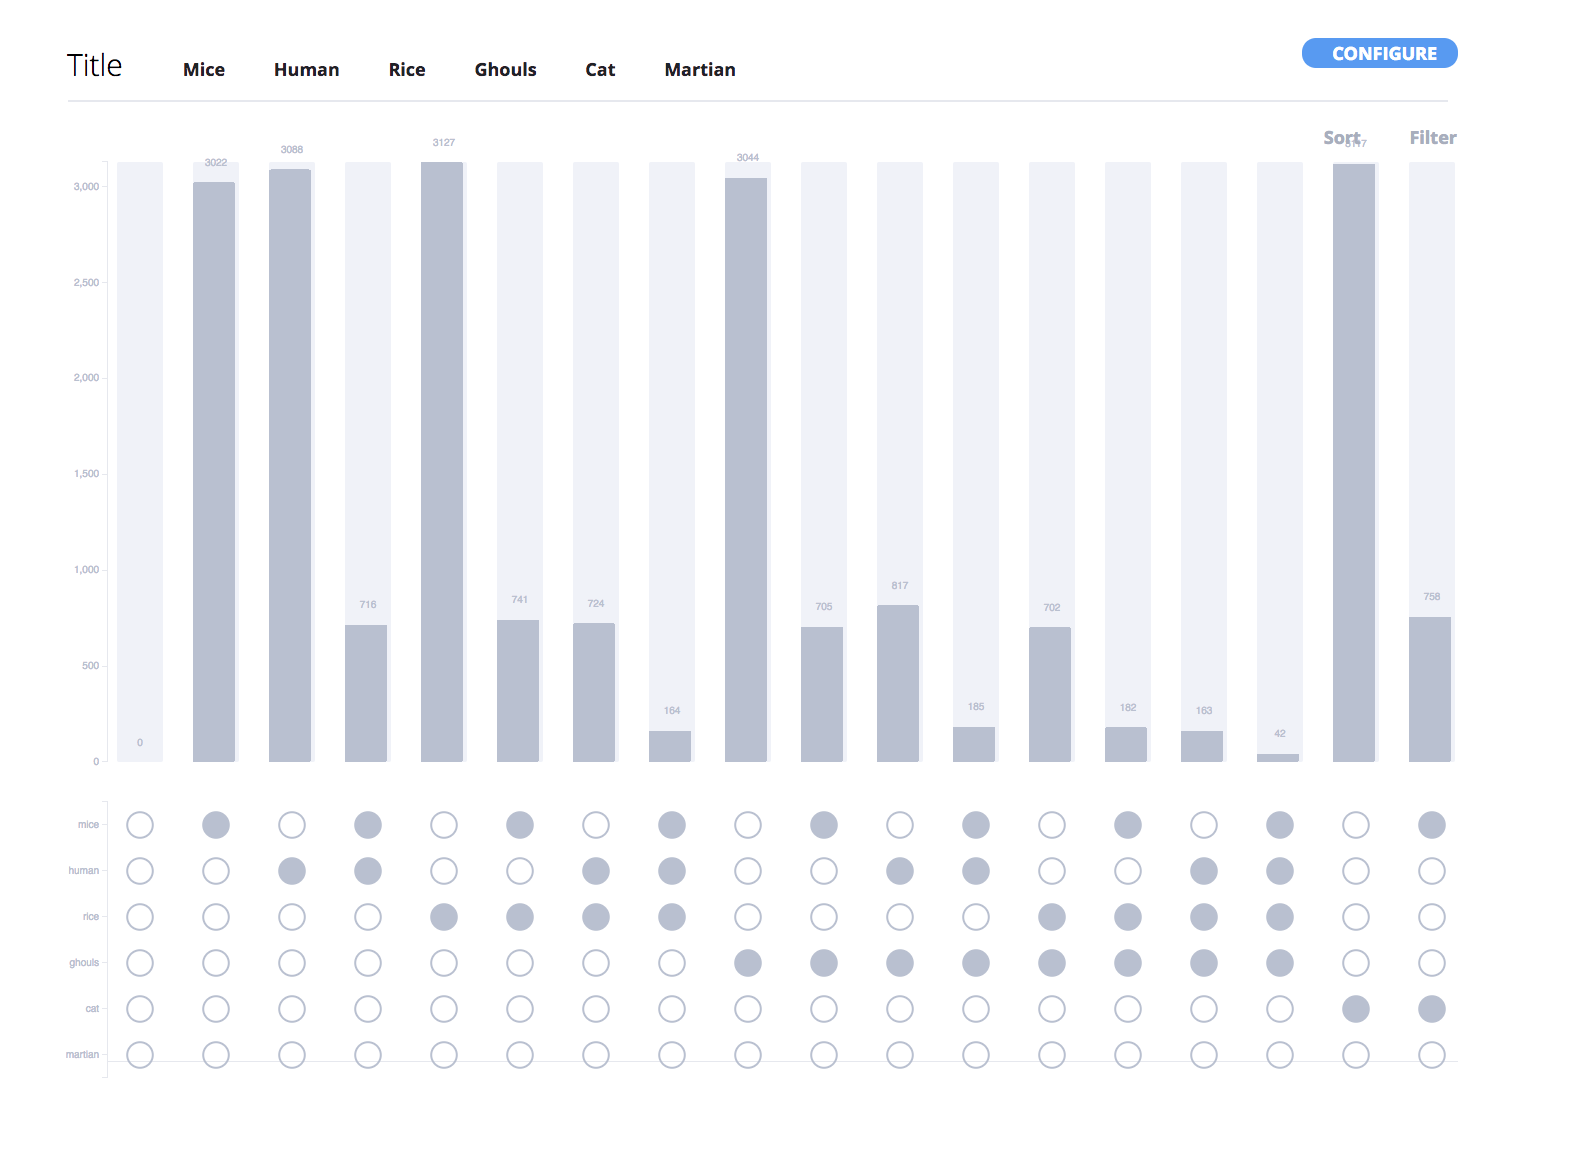 Title Mice Human Rice Ghouls Cat Martian CONFIGURE
Sort Filter
3022 3088 3127 3044 3117
3,000
2,500
2,000
1,500
1,000
500
0
0 716 741 724 164 705 817 185 702 182 163 42 758
mice
human
rice
ghouls
cat
martian